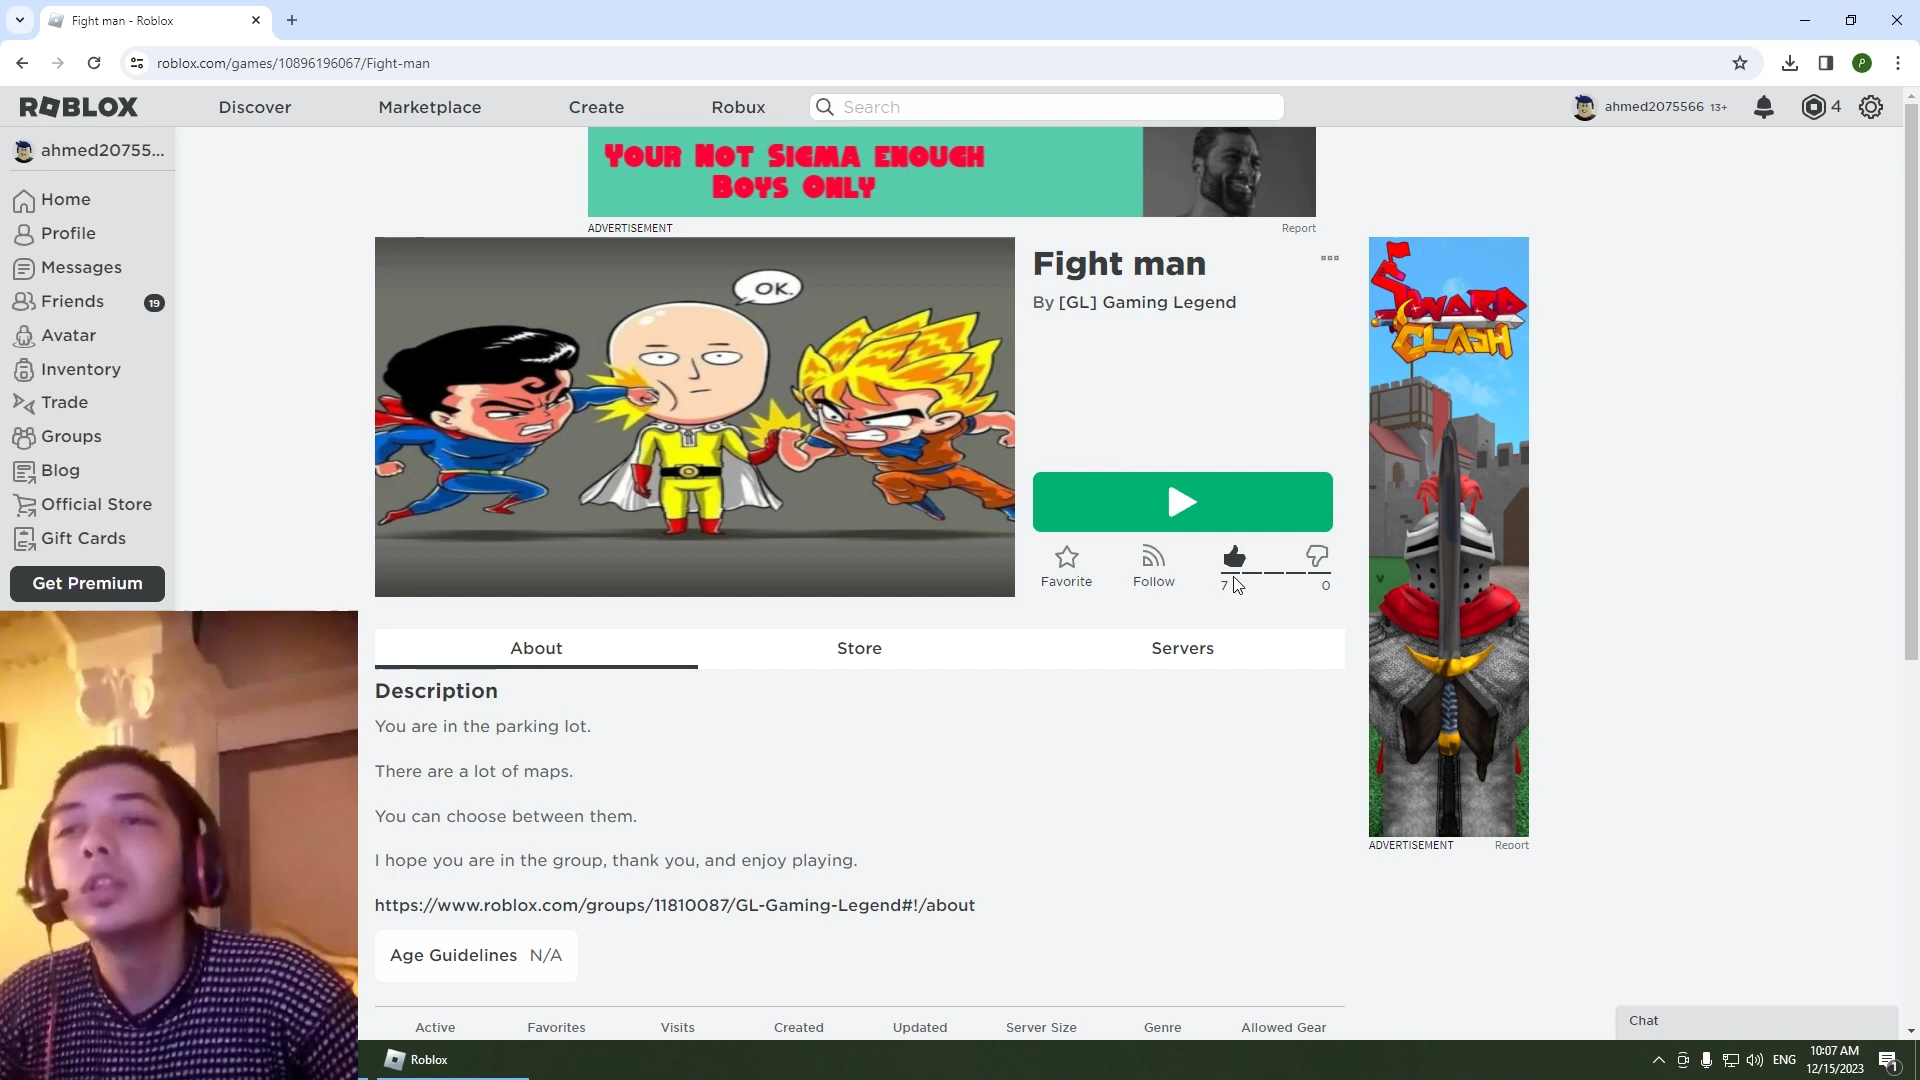 Fight man - Roblox
roblox.com/games/10896196067/Fight-man
P
ROBLOX
Discover
Marketplace
Create
Robux
Search
ahmed2075566 13+
4
ahmed20755...
Home
Profile
Messages
Friends
19
Avatar
Inventory
Trade
Groups
Blog
Official Store
Gift Cards
Get Premium
Your Not Sigma enough
Boys Only
ADVERTISEMENT
Report
OK.
Fight man
By [GL] Gaming Legend
Favorite
Follow
7
0
SWORD
CLASH
ADVERTISEMENT
Report
About
Store
Servers
Description
You are in the parking lot.
There are a lot of maps.
You can choose between them.
I hope you are in the group, thank you, and enjoy playing.
https://www.roblox.com/groups/11810087/GL-Gaming-Legend#!/about
Age Guidelines N/A
Active
Favorites
Visits
Created
Updated
Server Size
Genre
Allowed Gear
Chat
Roblox
ENG
10:07 AM
12/15/2023
1